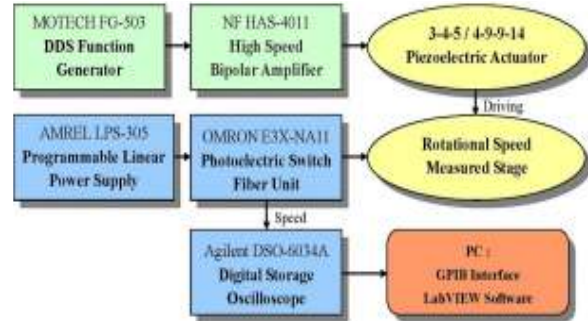 MOTECH FG-503
DDS Function
Generator
NF HAS-4011
High Speed
Bipolar Amplifier
3-4-5 / 4-9-9-14
Piezoelectric Actuator
Driving
AMREL LPS-305
Programmable Linear
Power Supply
OMRON E3X-NA11
Photoelectric Switch
Fiber Unit
Rotational Speed
Measured Stage
Speed
Agilent DSO-6034A
Digital Storage
Oscilloscope
PC :
GPIB Interface
LabVIEW Software